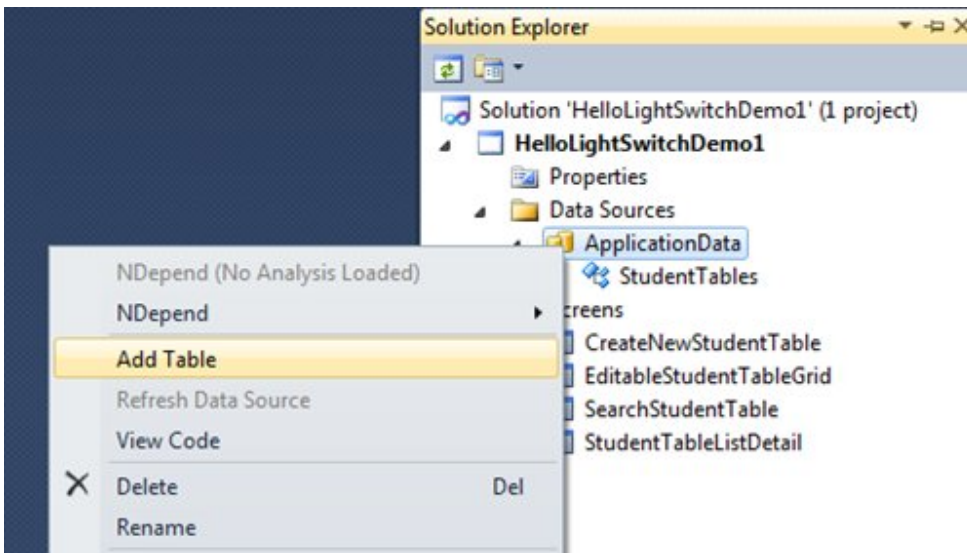 Solution Explorer
Solution 'HelloLightSwitchDemo1' (1 project)
HelloLightSwitchDemo1
Properties
Data Sources
ApplicationData
StudentTables
creens
CreateNewStudentTable
EditableStudentTableGrid
SearchStudentTable
StudentTableListDetail
NDepend (No Analysis Loaded)
NDepend
Add Table
Refresh Data Source
View Code
Delete Del
Rename